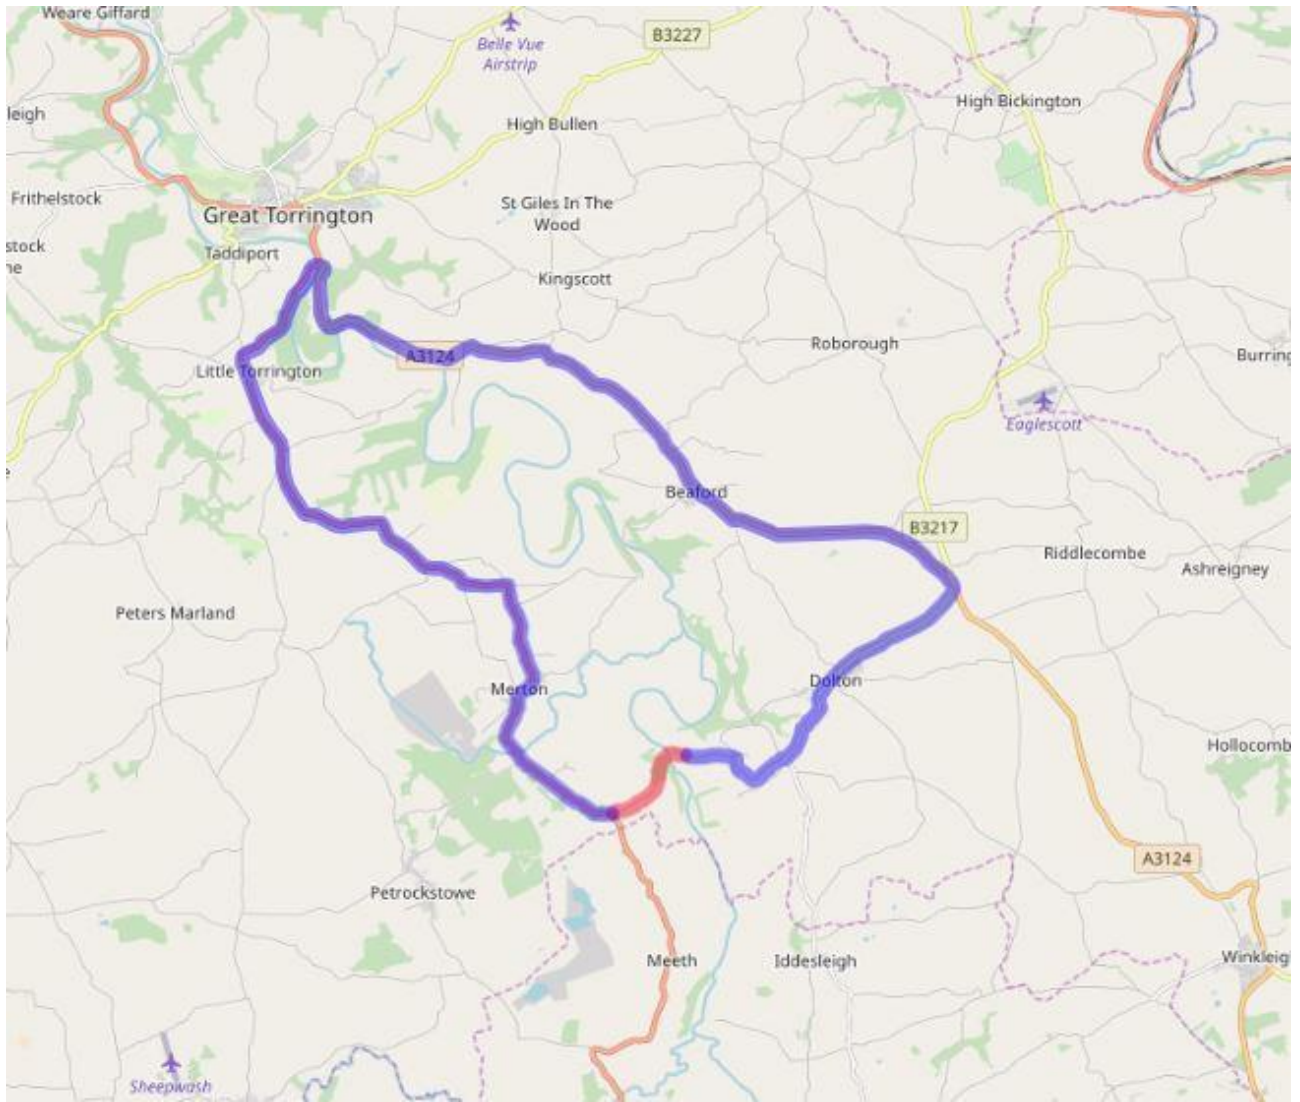 Weare Giffard
Belle Vue
Airstrip
B3227
High Bickington
leigh
High Bullen
Frithelstock
St Giles In The
Wood
Great Torrington
stock
ne
Taddiport
Kingscott
Roborough
A3124
Burring
Little Torrington
Eaglescott
Beaford
B3217
Riddlecombe
Ashreigney
Peters Marland
Dolton
Merton
Hollocomb
A3124
Petrockstowe
Meeth
Iddesleigh
Winkleig
Sheepwash